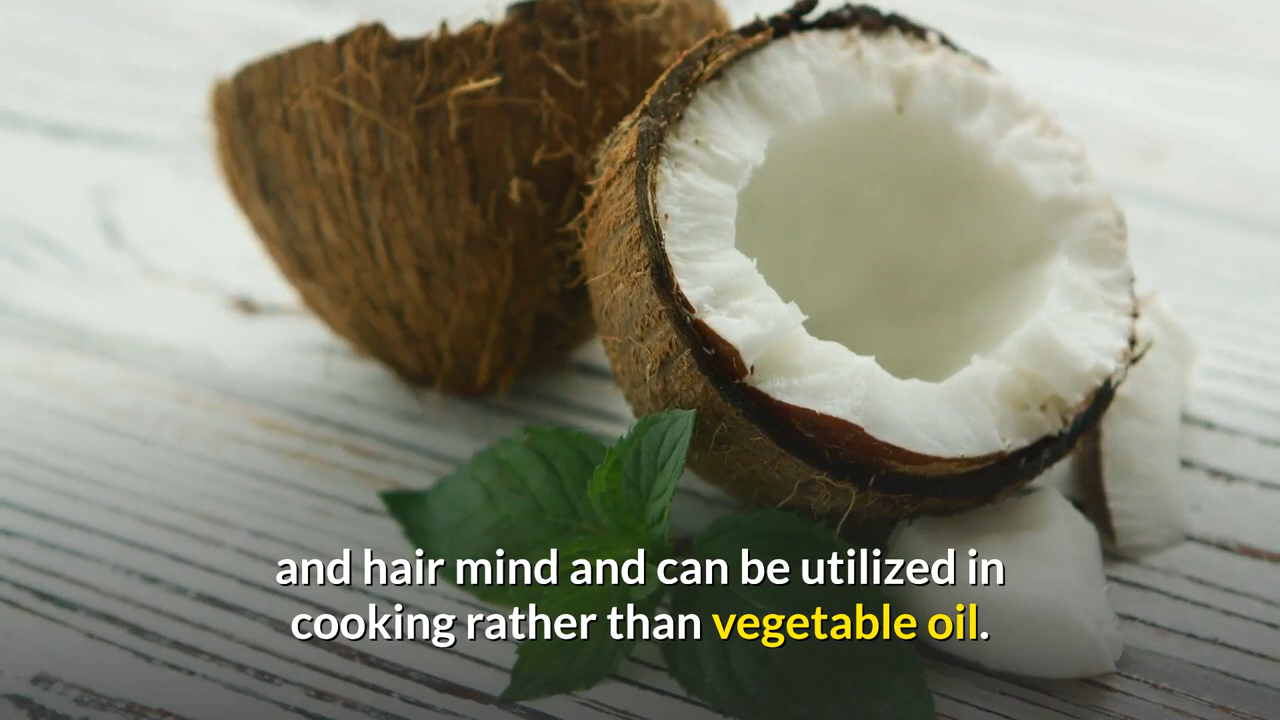 and hair mind and can be utilized in
cooking rather than vegetable oil.